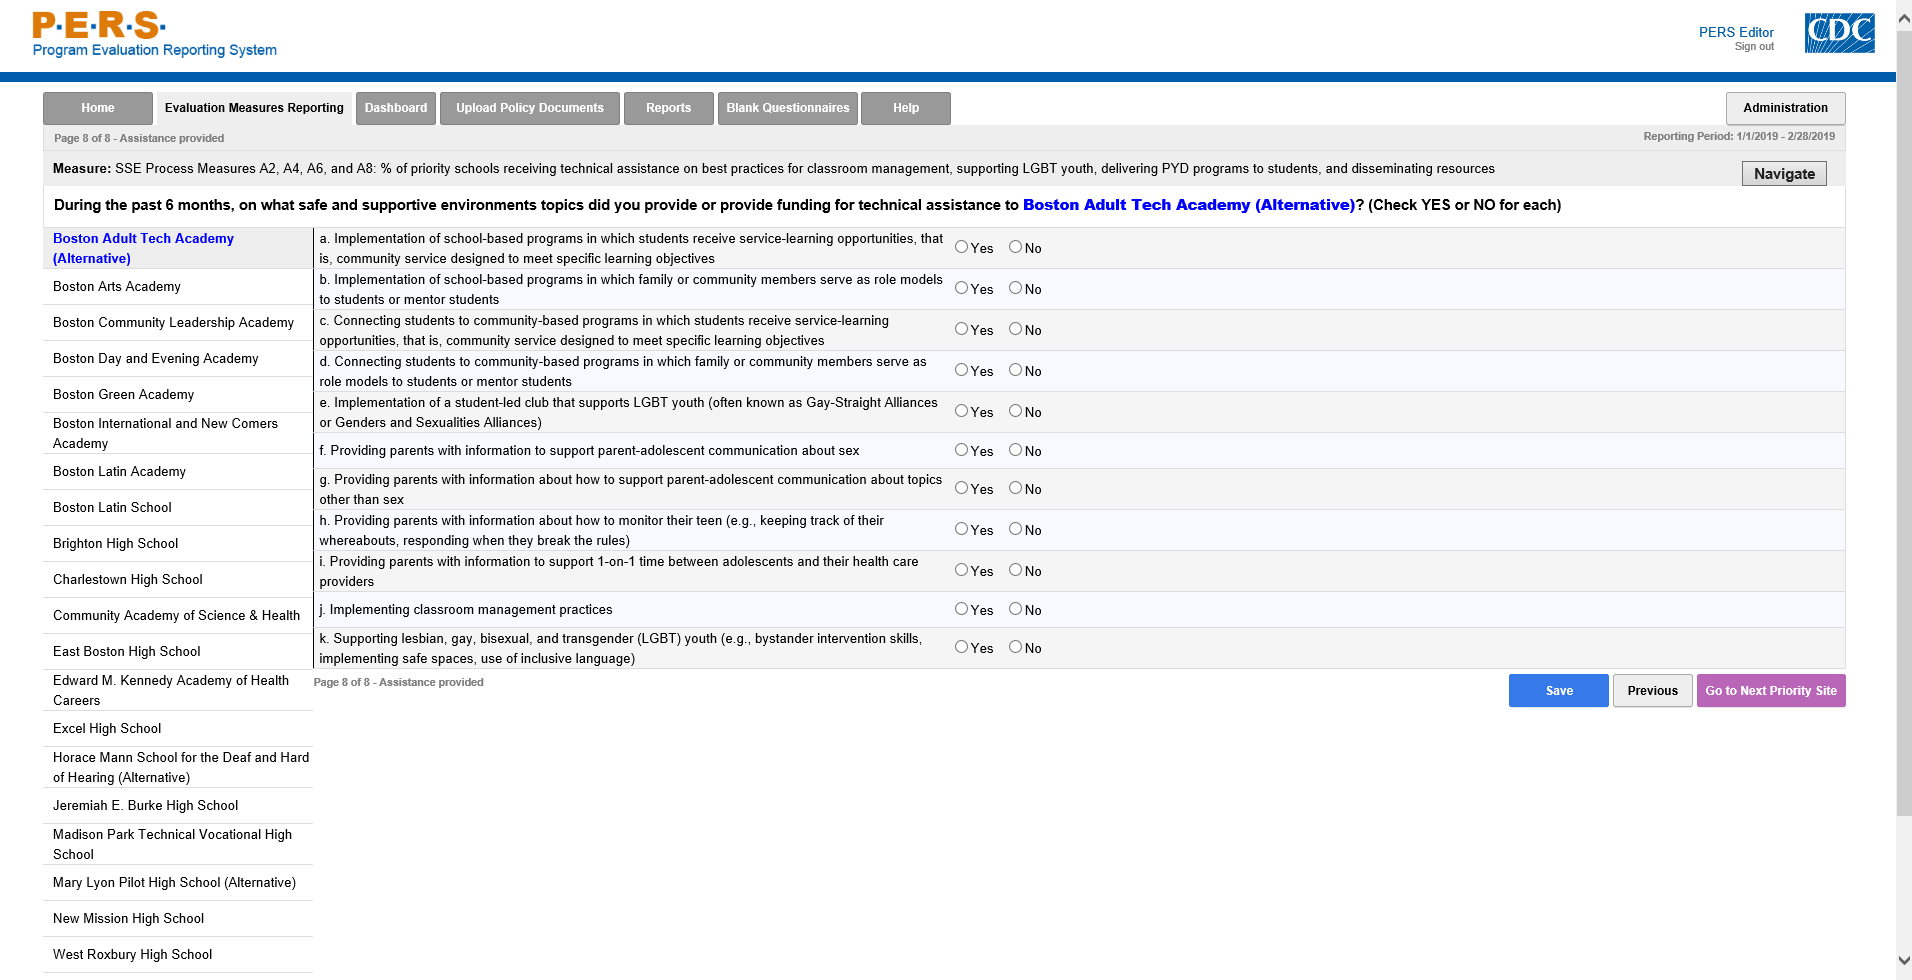 P·E·R·S·
Program Evaluation Reporting System
PERS Editor
Sign out
CDC
Home
Evaluation Measures Reporting
Dashboard
Upload Policy Documents
Reports
Blank Questionnaires
Help
Administration
Page 8 of 8 - Assistance provided
Reporting Period: 1/1/2019 - 2/28/2019
Measure: SSE Process Measures A2, A4, A6, and A8: % of priority schools receiving technical assistance on best practices for classroom management, supporting LGBT youth, delivering PYD programs to students, and disseminating resources
Navigate
During the past 6 months, on what safe and supportive environments topics did you provide or provide funding for technical assistance to Boston Adult Tech Academy (Alternative)? (Check YES or NO for each)
Boston Adult Tech Academy
(Alternative)
Boston Arts Academy
Boston Community Leadership Academy
Boston Day and Evening Academy
Boston Green Academy
Boston International and New Comers
Academy
Boston Latin Academy
Boston Latin School
Brighton High School
Charlestown High School
Community Academy of Science & Health
East Boston High School
Edward M. Kennedy Academy of Health
Careers
Excel High School
Horace Mann School for the Deaf and Hard
of Hearing (Alternative)
Jeremiah E. Burke High School
Madison Park Technical Vocational High
School
Mary Lyon Pilot High School (Alternative)
New Mission High School
West Roxbury High School
a. Implementation of school-based programs in which students receive service-learning opportunities, that
is, community service designed to meet specific learning objectives
Yes No
b. Implementation of school-based programs in which family or community members serve as role models
to students or mentor students
Yes No
c. Connecting students to community-based programs in which students receive service-learning
opportunities, that is, community service designed to meet specific learning objectives
Yes No
d. Connecting students to community-based programs in which family or community members serve as
role models to students or mentor students
Yes No
e. Implementation of a student-led club that supports LGBT youth (often known as Gay-Straight Alliances
or Genders and Sexualities Alliances)
Yes No
f. Providing parents with information to support parent-adolescent communication about sex
Yes No
g. Providing parents with information about how to support parent-adolescent communication about topics
other than sex
Yes No
h. Providing parents with information about how to monitor their teen (e.g., keeping track of their
whereabouts, responding when they break the rules)
Yes No
i. Providing parents with information to support 1-on-1 time between adolescents and their health care
providers
Yes No
j. Implementing classroom management practices
Yes No
k. Supporting lesbian, gay, bisexual, and transgender (LGBT) youth (e.g., bystander intervention skills,
implementing safe spaces, use of inclusive language)
Yes No
Page 8 of 8 - Assistance provided
Save
Previous
Go to Next Priority Site